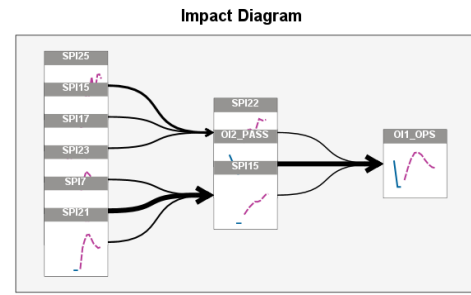 Impact Diagram
SPI25
SPI15
SPI17
SPI23
SPI7
SPI21
SPI22
OI2_PASS
SPI15
OI1_OPS